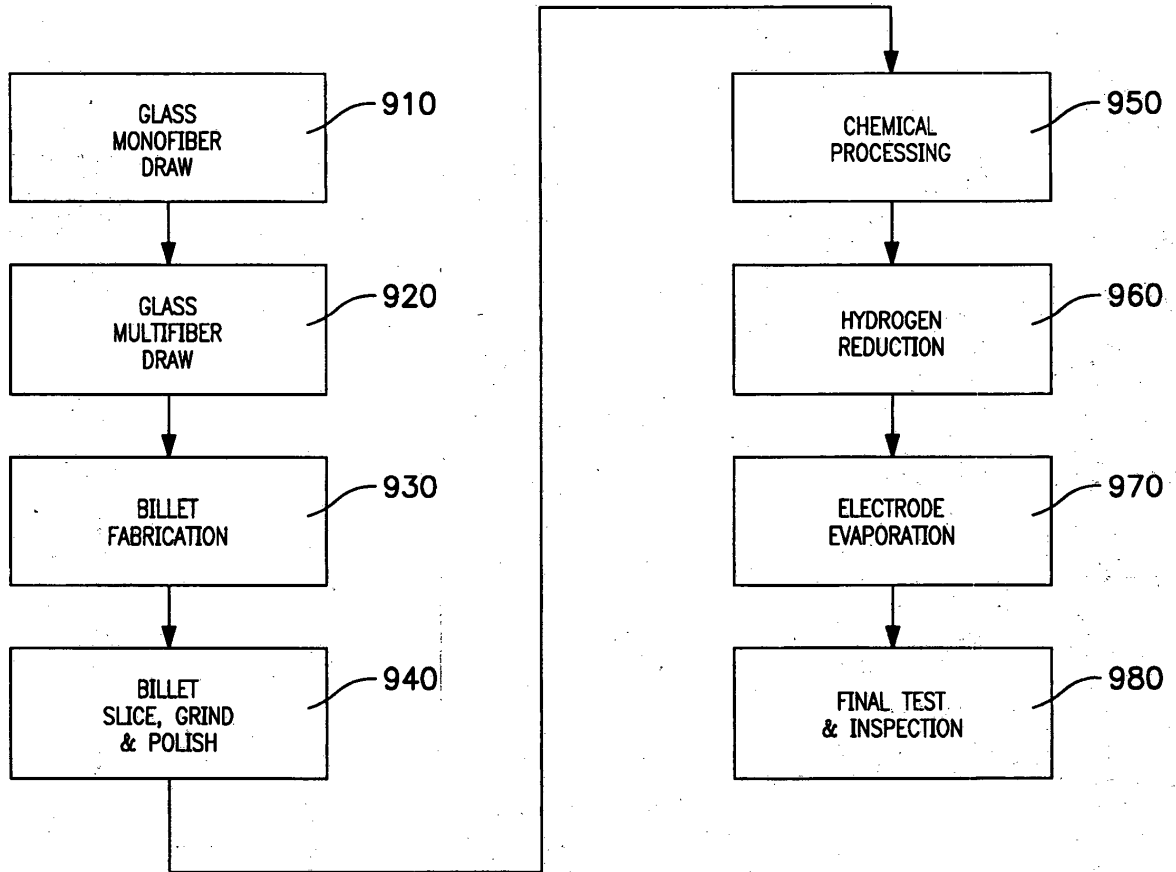 GLASS
MONOFIBER
DRAW
910
GLASS
MULTIFIBER
DRAW
920
BILLET
FABRICATION
930
BILLET
SLICE, GRIND
& POLISH
940
CHEMICAL
PROCESSING
950
HYDROGEN
REDUCTION
960
ELECTRODE
EVAPORATION
970
FINAL TEST
& INSPECTION
980